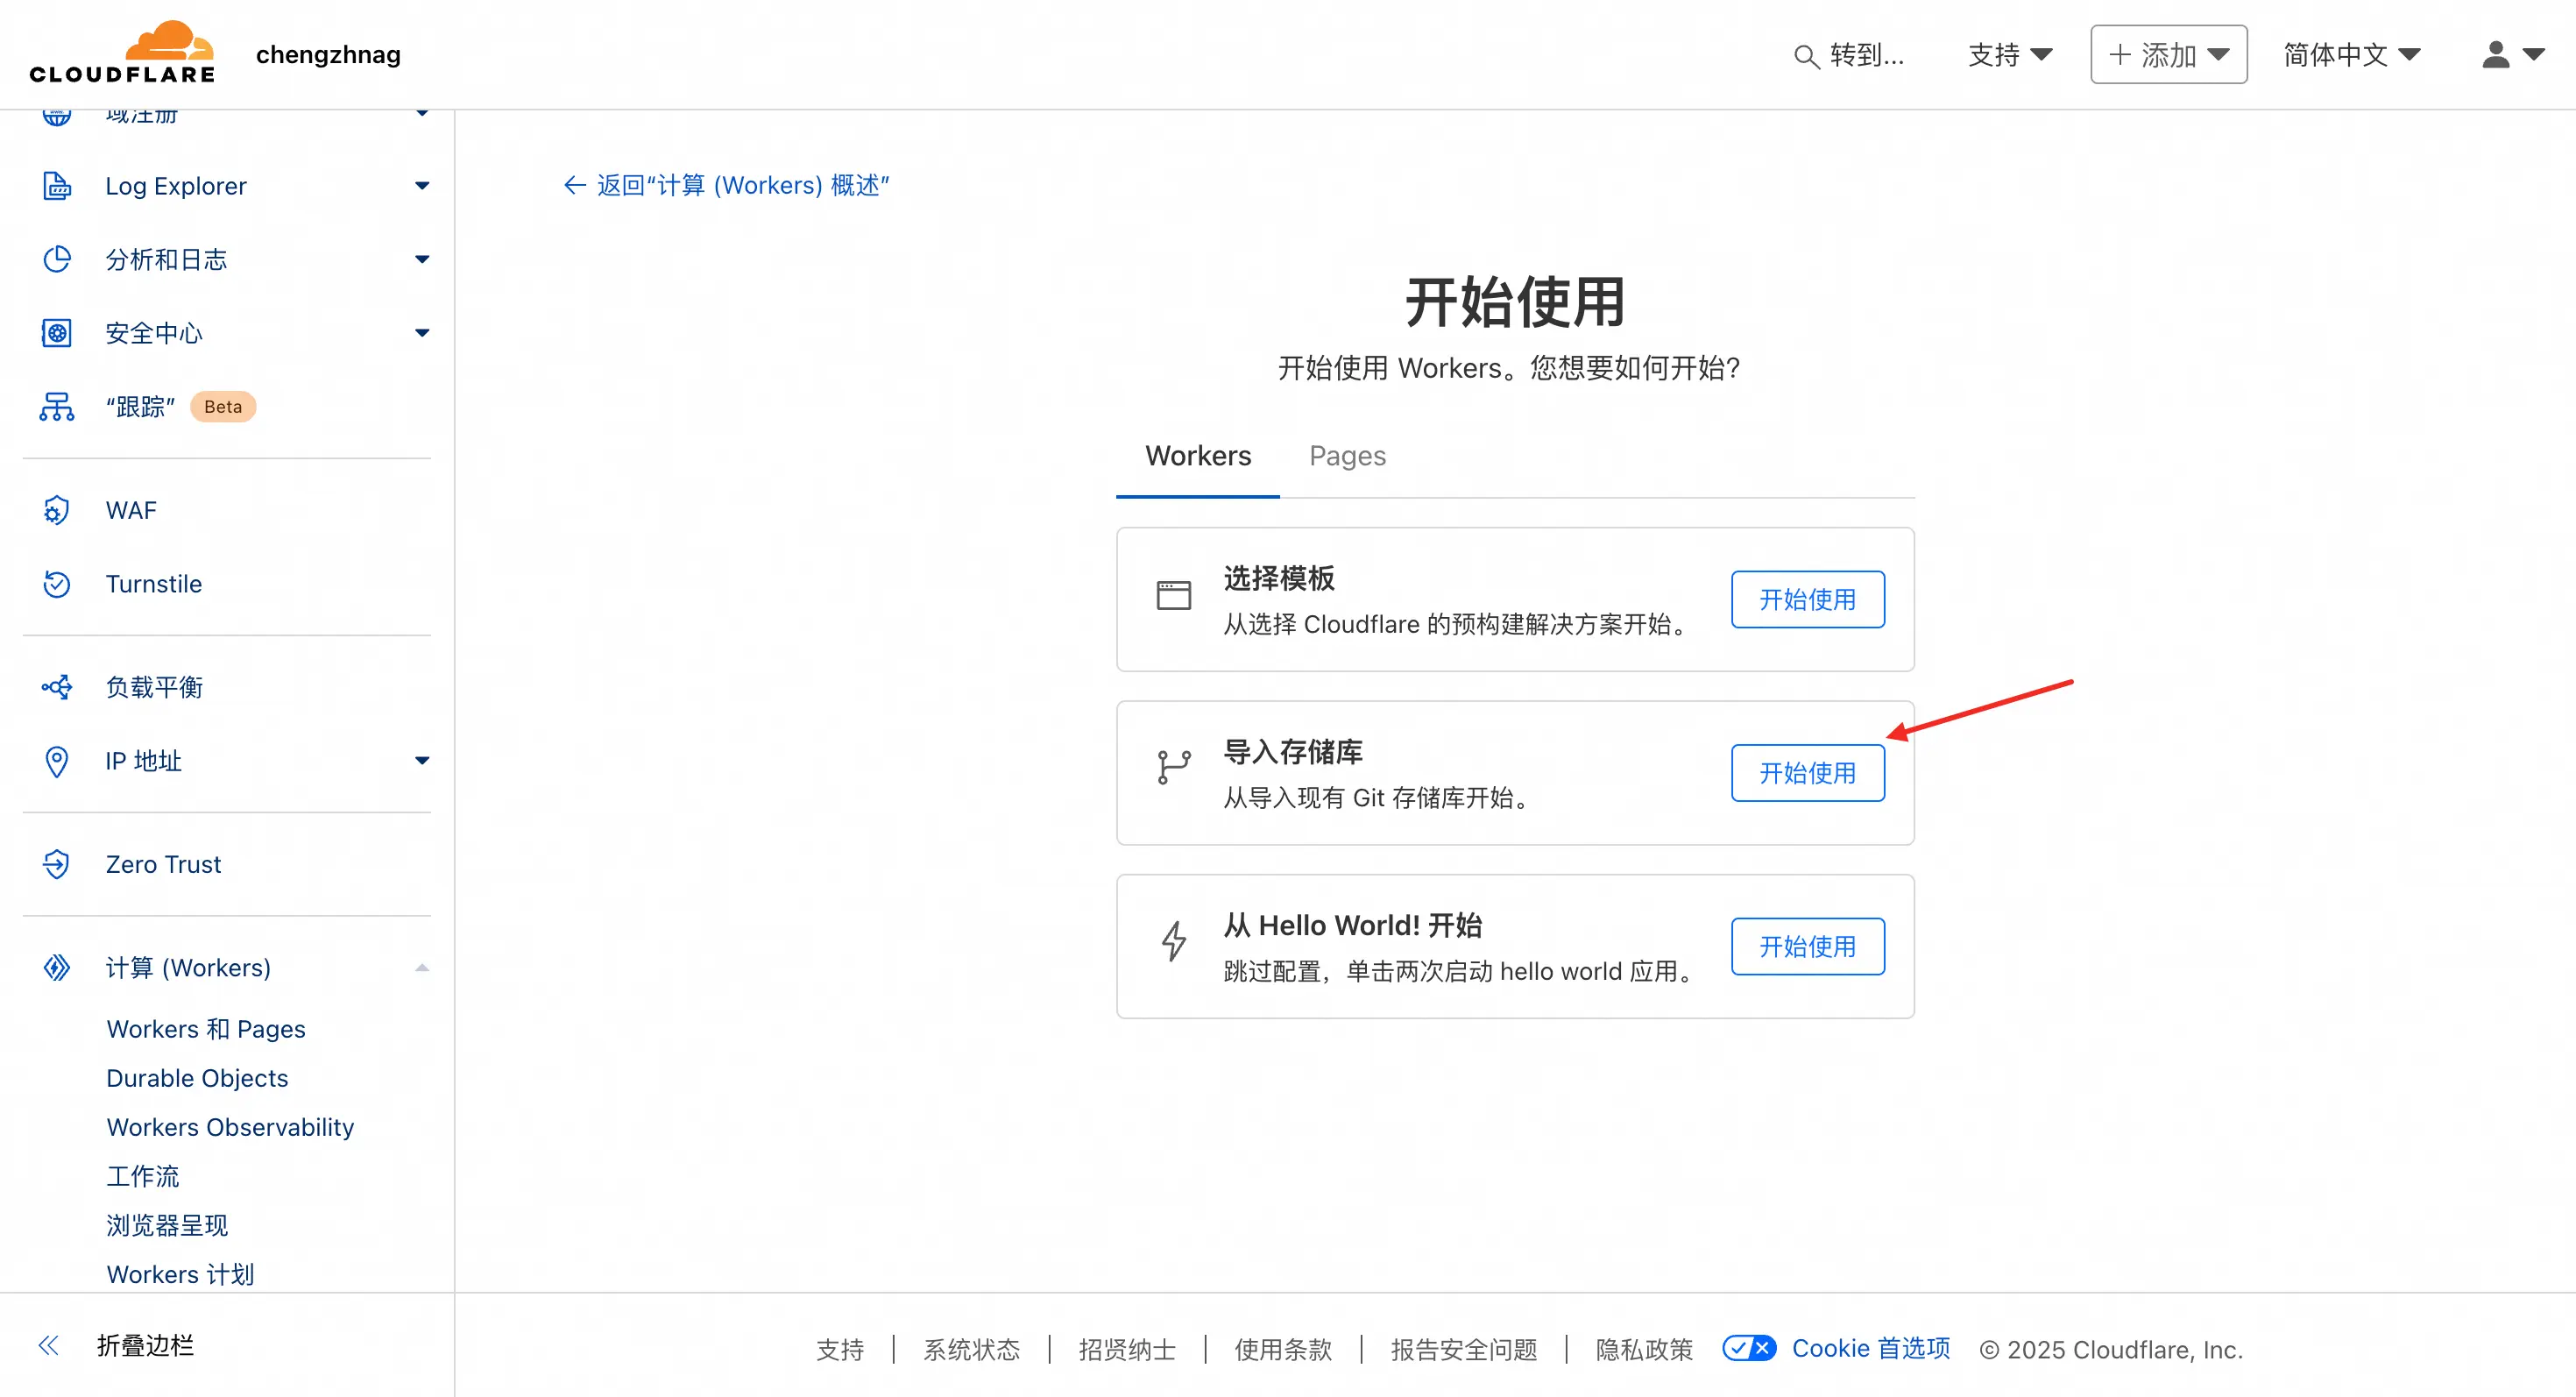 CLOUDFLARE
chengzhnag
转到...
支持
添加
简体中文
域注册
Log Explorer
分析和日志
安全中心
“跟踪” Beta
WAF
Turnstile
负载平衡
IP 地址
Zero Trust
计算 (Workers)
Workers 和 Pages
Durable Objects
Workers Observability
工作流
浏览器呈现
Workers 计划
折叠边栏
← 返回“计算 (Workers) 概述”
开始使用
开始使用 Workers。您想要如何开始？
Workers
Pages
选择模板
从选择 Cloudflare 的预构建解决方案开始。
开始使用
导入存储库
从导入现有 Git 存储库开始。
开始使用
从 Hello World! 开始
跳过配置，单击两次启动 hello world 应用。
开始使用
支持 | 系统状态 | 招贤纳士 | 使用条款 | 报告安全问题 | 隐私政策 Cookie 首选项 © 2025 Cloudflare, Inc.